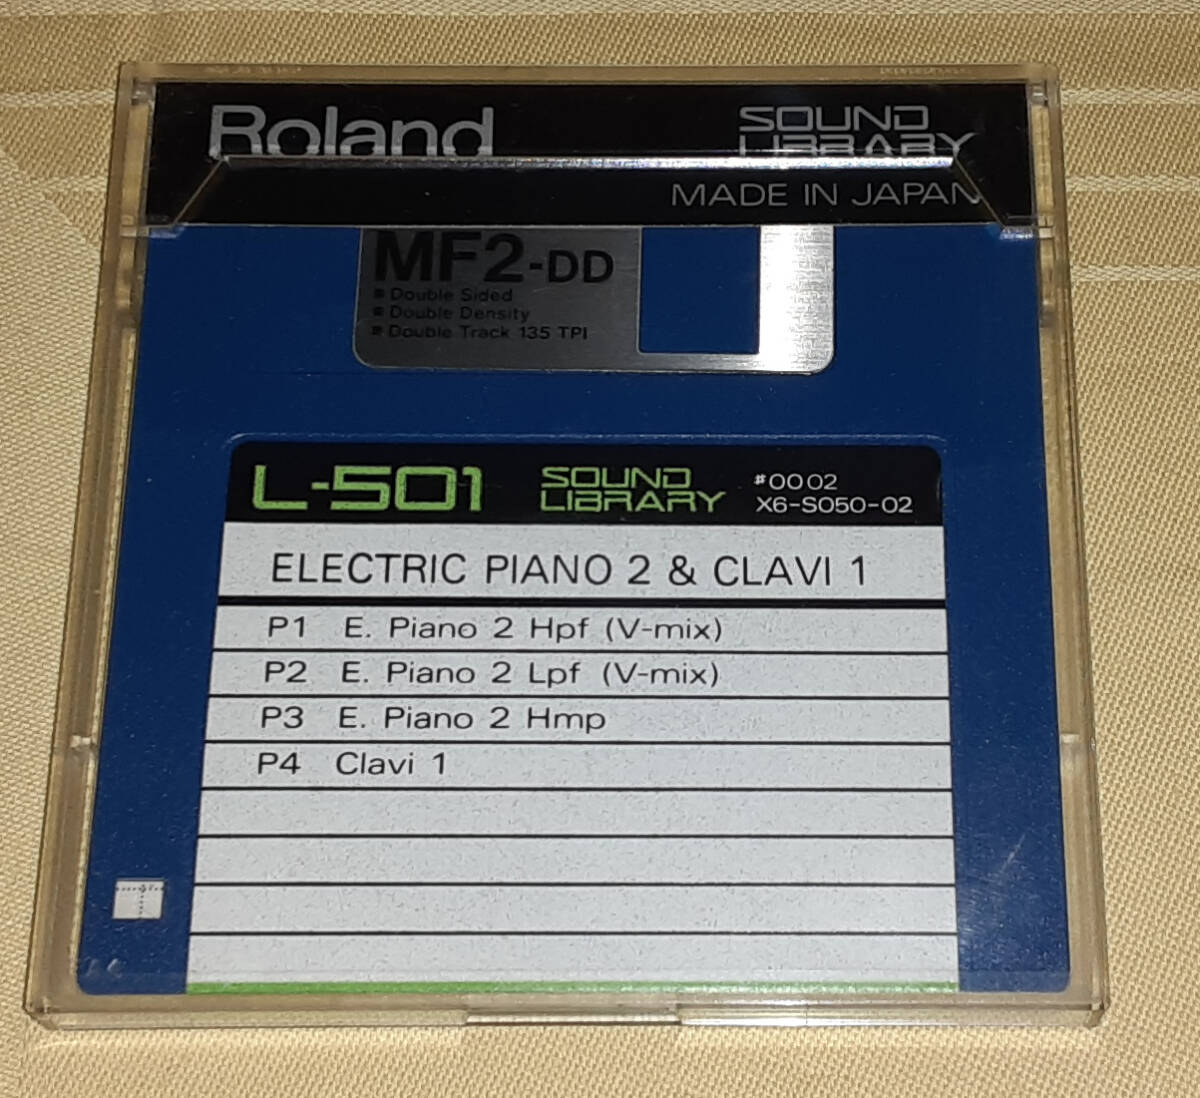 Roland
SOUND
LIBRARY
MADE IN JAPAN
MF2-DD
Double Sided
Double Density
Double Track 135 TPI
L-501
SOUND
LIBRARY
#0002
X6-S050-02
ELECTRIC PIANO 2 & CLAVI 1
P1 E. Piano 2 Hpf (V-mix)
P2 E. Piano 2 Lpf (V-mix)
P3 E. Piano 2 Hmp
P4 Clavi 1